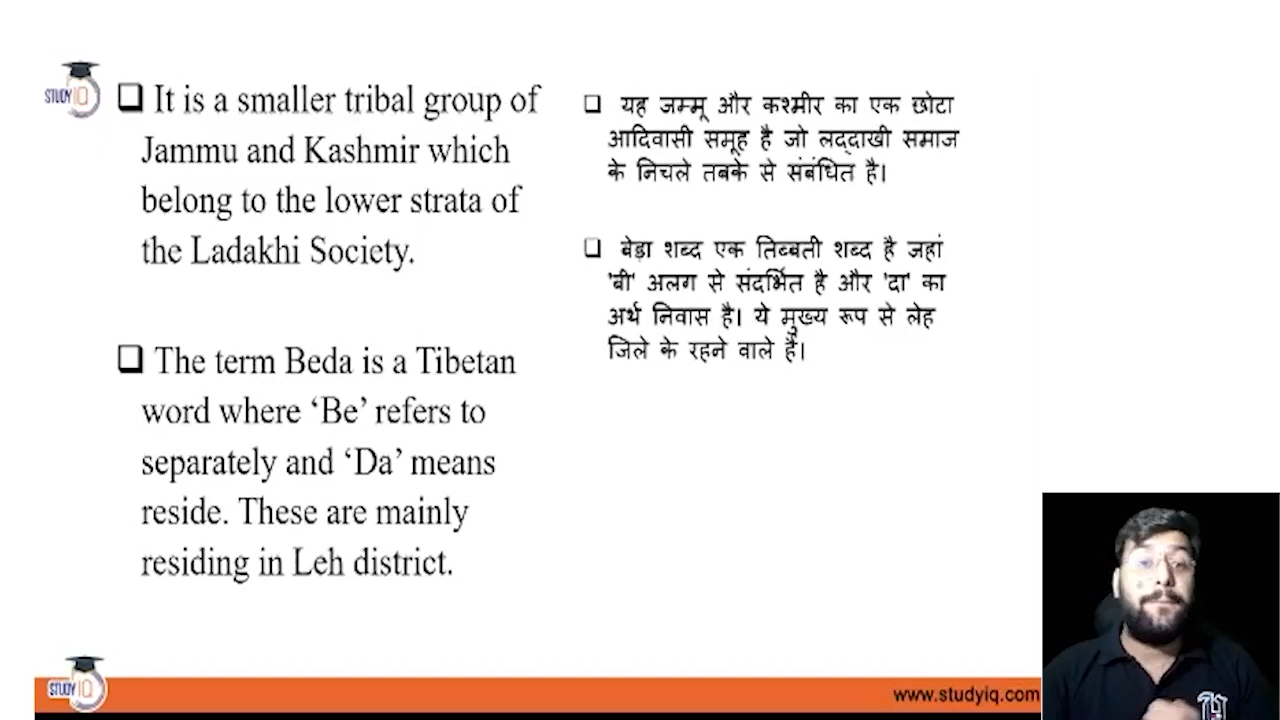 STUDY IQ
❑ It is a smaller tribal group of
Jammu and Kashmir which
belong to the lower strata of
the Ladakhi Society.
❑ The term Beda is a Tibetan
word where ‘Be’ refers to
separately and ‘Da’ means
reside. These are mainly
residing in Leh district.
❑ यह जम्मू और कश्मीर का एक छोटा
आदिवासी समूह है जो लद्दाखी समाज
के निचले तबके से संबंधित है।
❑ बेड़ा शब्द एक तिब्बती शब्द है जहां
'बी' अलग से संदर्भित है और 'दा' का
अर्थ निवास है। ये मुख्य रूप से लेह
जिले के रहने वाले हैं।
STUDY IQ
www.studyiq.com